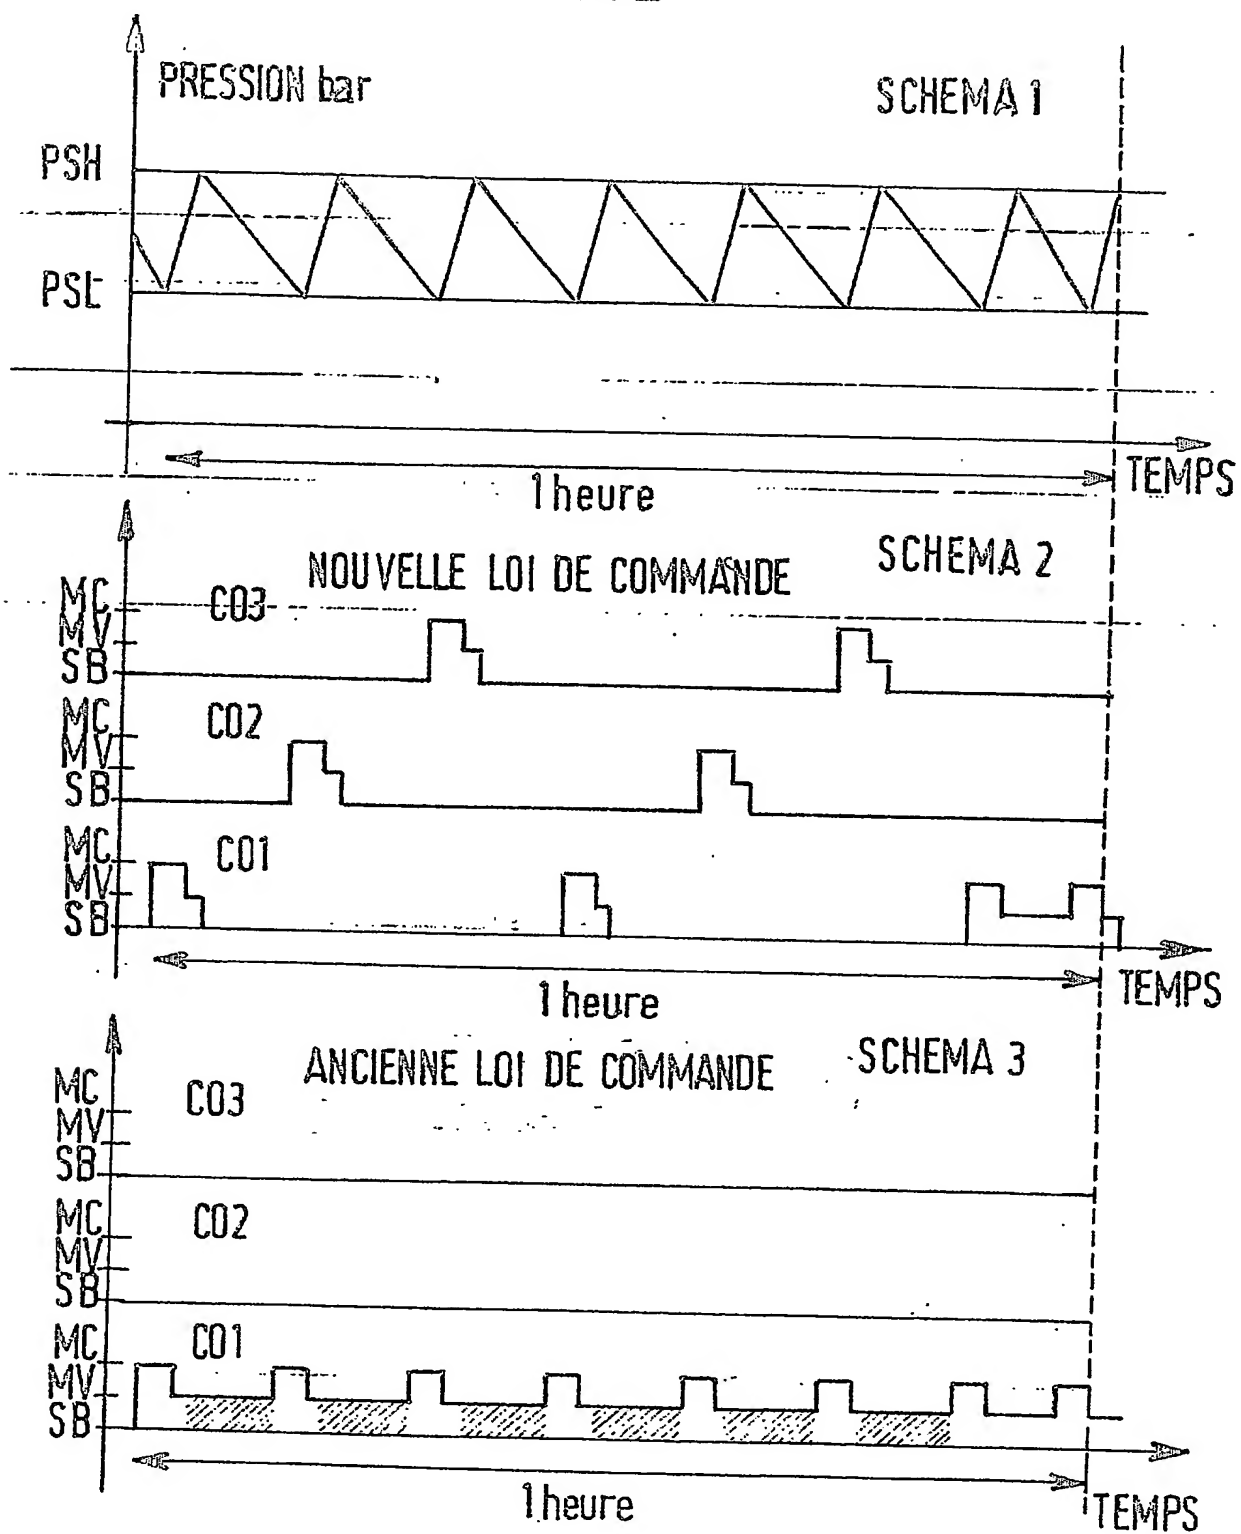 PRESSION bar
SCHEMA 1
PSH
PSL
1 heure
TEMPS
NOUVELLE LOI DE COMMANDE
SCHEMA 2
MC
MV
SB
CO3
MC
MV
SB
CO2
MC
MV
SB
CO1
1 heure
TEMPS
ANCIENNE LOI DE COMMANDE
SCHEMA 3
MC
MV
SB
CO3
MC
MV
SB
CO2
MC
MV
SB
CO1
1 heure
TEMPS